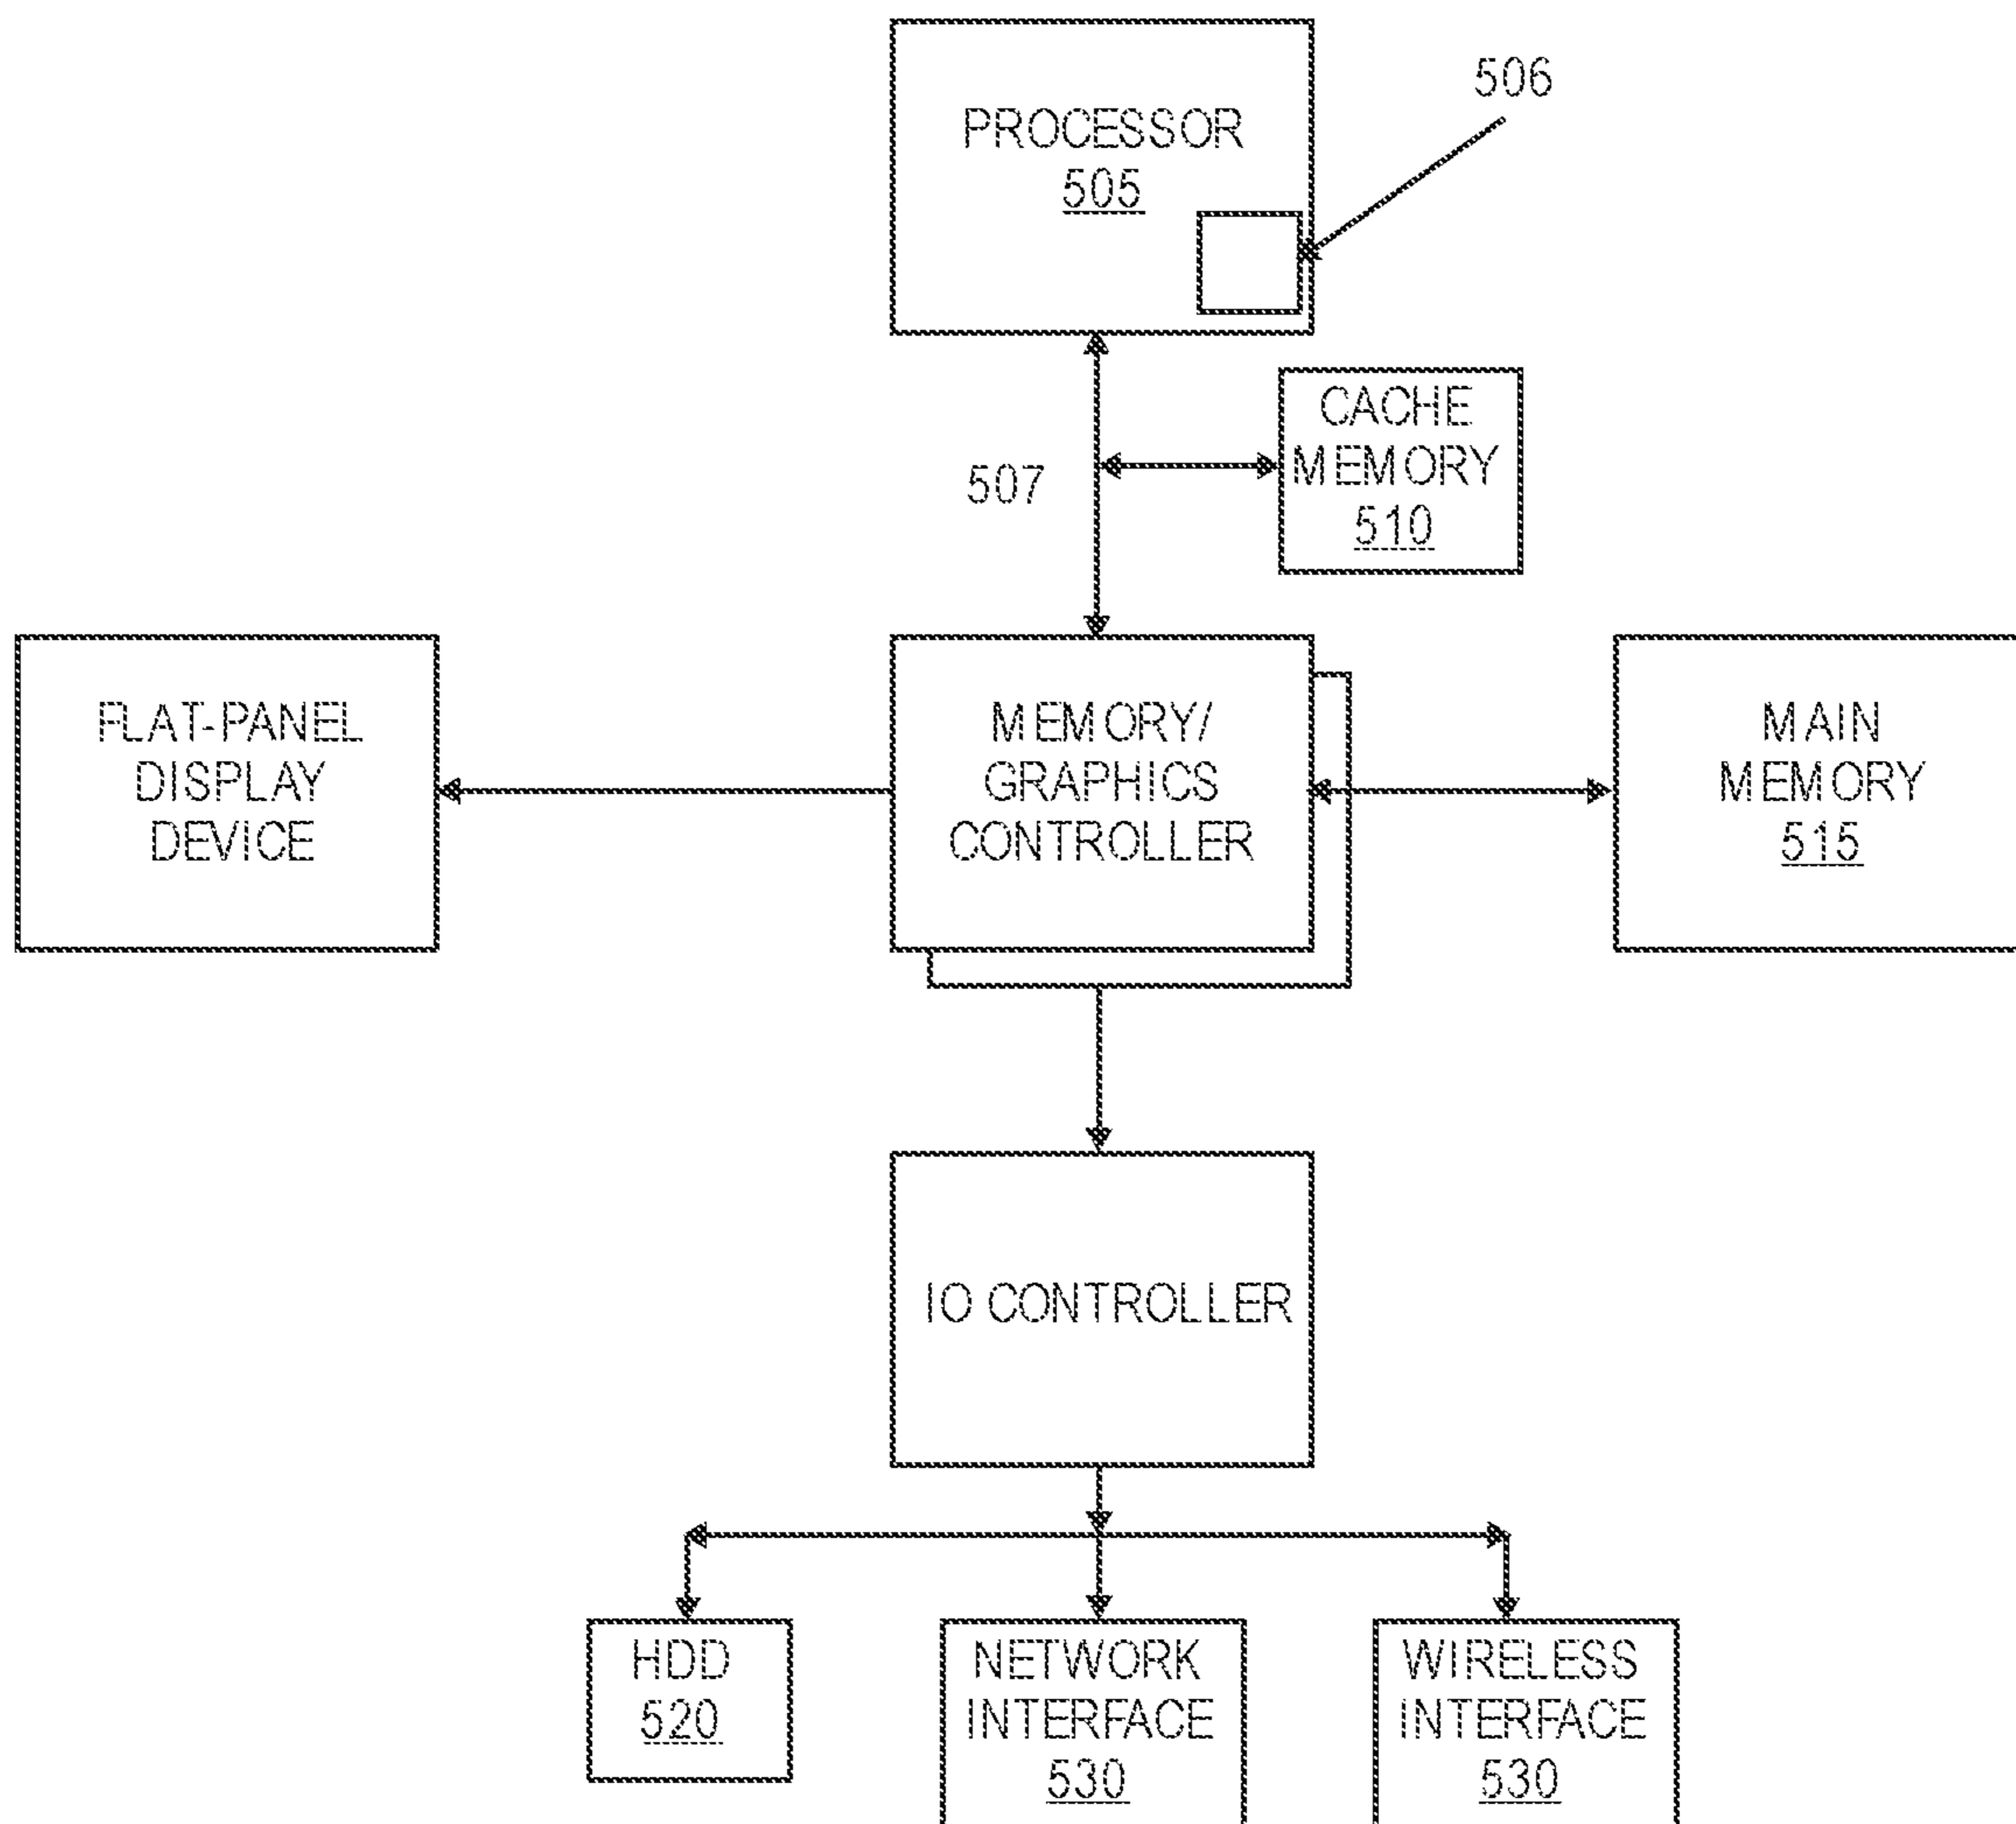 506
PROCESSOR
505
CACHE
MEMORY
510
507
FLAT-PANEL
DISPLAY
DEVICE
MEMORY/
GRAPHICS
CONTROLLER
MAIN
MEMORY
515
IO CONTROLLER
HDD
520
NETWORK
INTERFACE
530
WIRELESS
INTERFACE
530